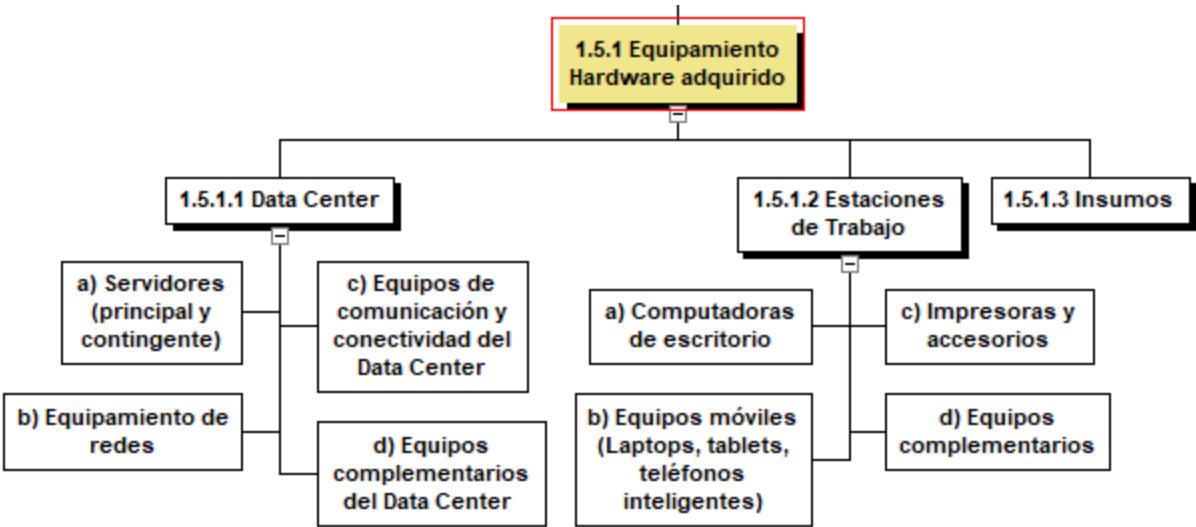 1.5.1 Equipamiento
Hardware adquirido
1.5.1.1 Data Center
a) Servidores
(principal y
contingente)
b) Equipamiento de
redes
c) Equipos de
comunicación y
conectividad del
Data Center
d) Equipos
complementarios
del Data Center
1.5.1.2 Estaciones
de Trabajo
a) Computadoras
de escritorio
b) Equipos móviles
(Laptops, tablets,
teléfonos
inteligentes)
c) Impresoras y
accesorios
d) Equipos
complementarios
1.5.1.3 Insumos